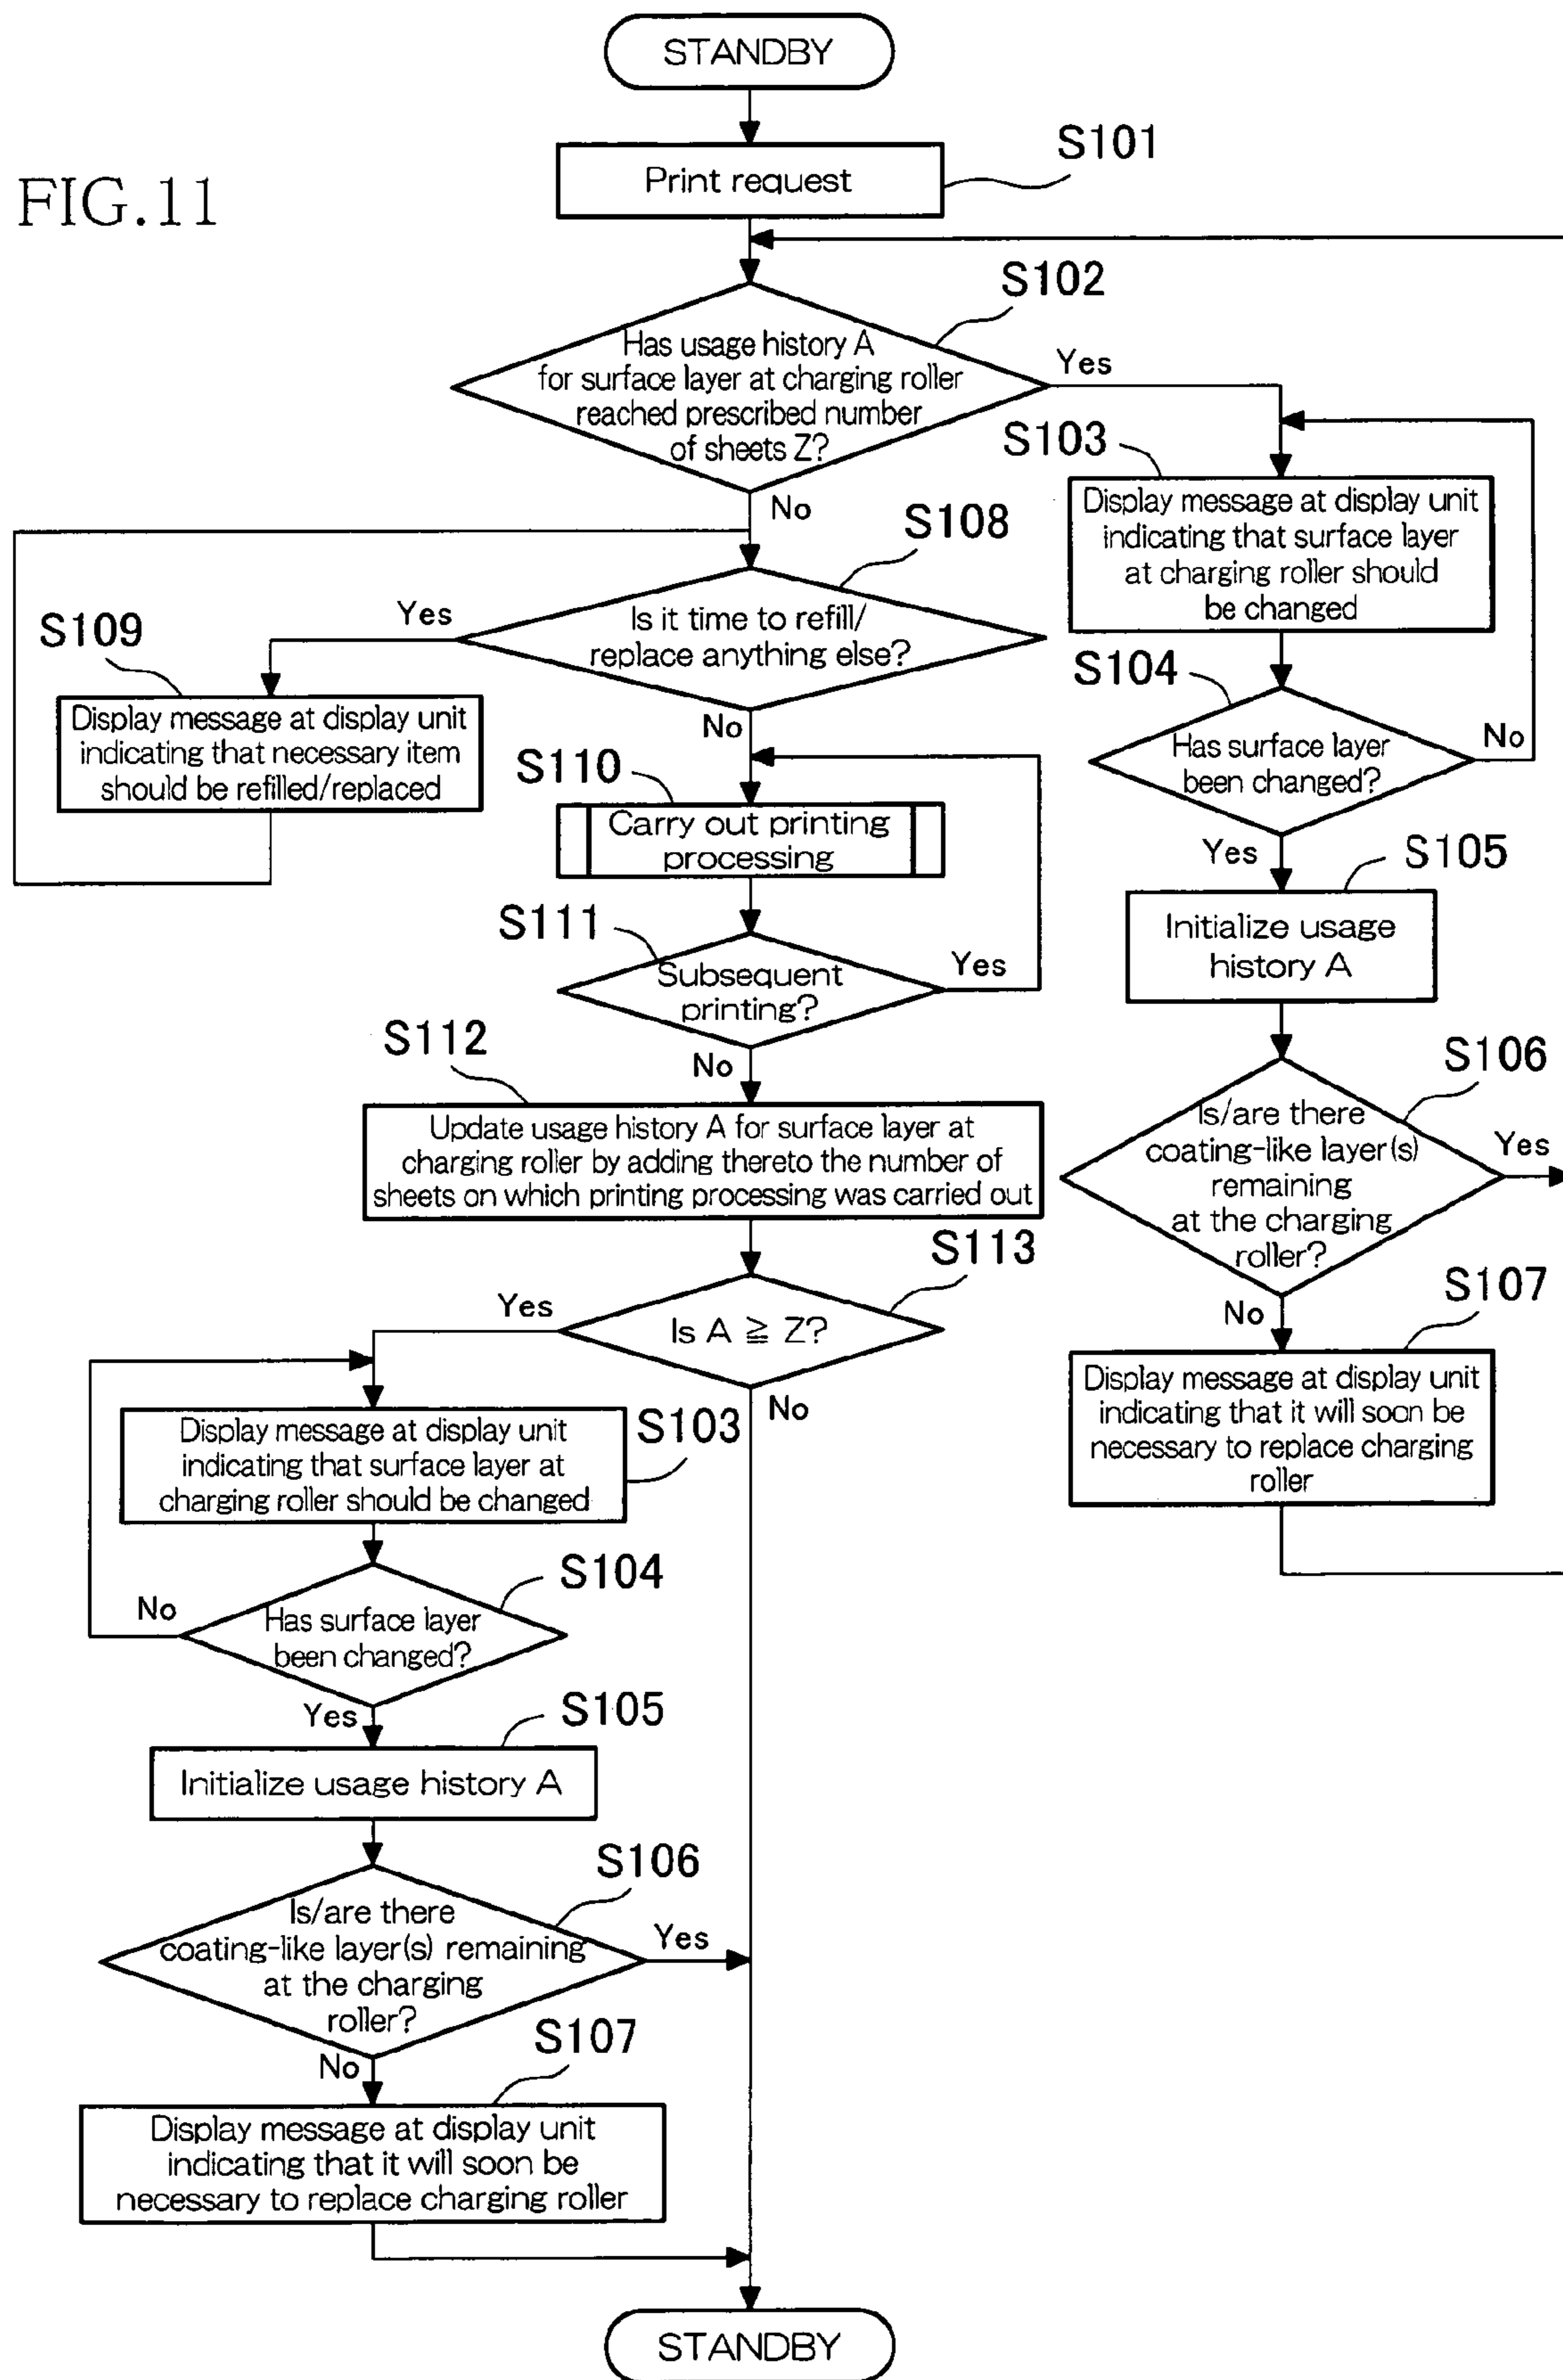 FIG.11
STANDBY
Print request
S101
S102
Has usage history A
for surface layer at charging roller
reached prescribed number
of sheets Z?
Yes
No
S103
Display message at display unit
indicating that surface layer
at charging roller should
be changed
S104
Has surface layer
been changed?
No
Yes
S105
Initialize usage
history A
S106
Is/are there
coating-like layer(s)
remaining
at the charging
roller?
Yes
No
S107
Display message at display unit
indicating that it will soon be
necessary to replace charging
roller
S108
Is it time to refill/
replace anything else?
Yes
No
S109
Display message at display unit
indicating that necessary item
should be refilled/replaced
S110
Carry out printing
processing
S111
Subsequent
printing?
Yes
No
S112
Update usage history A for surface layer at
charging roller by adding thereto the number of
sheets on which printing processing was carried out
S113
Is A ≧ Z?
Yes
No
S103
Display message at display unit
indicating that surface layer at
charging roller should be changed
S104
Has surface layer
been changed?
No
Yes
S105
Initialize usage history A
S106
Is/are there
coating-like layer(s) remaining
at the charging
roller?
Yes
No
S107
Display message at display unit
indicating that it will soon be
necessary to replace charging roller
STANDBY